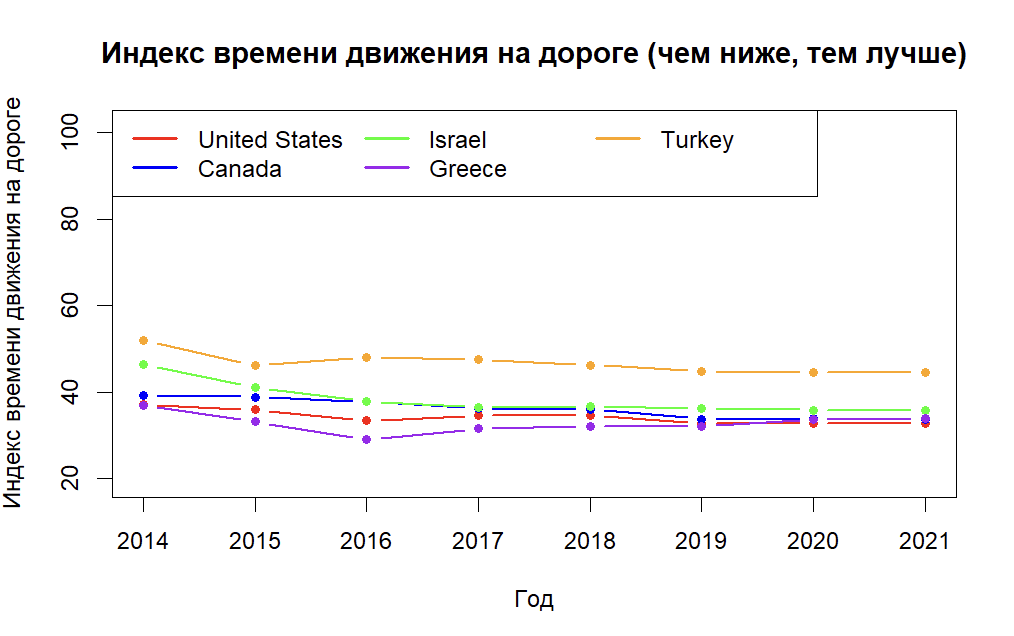 Индекс времени движения на дороге (чем ниже, тем лучше)
Индекс времени движения на дороге
100
80
60
40
20
United States
Israel
Turkey
Canada
Greece
2014 2015 2016 2017 2018 2019 2020 2021
Год